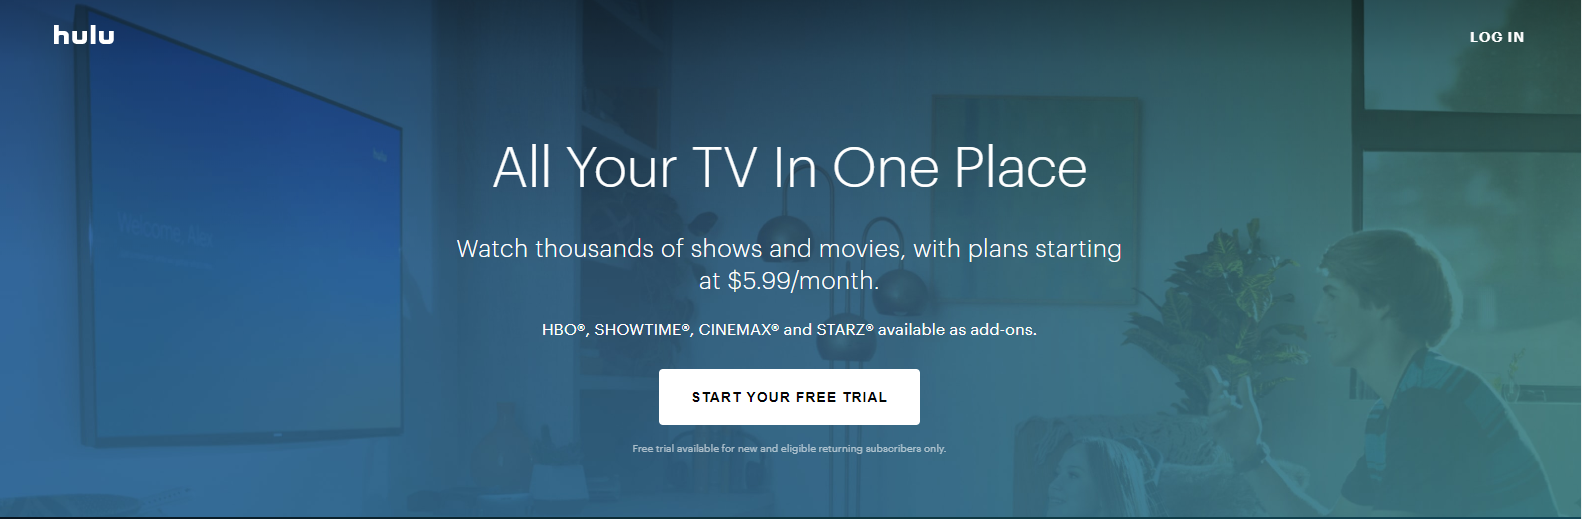 hulu
LOG IN
All Your TV In One Place
Watch thousands of shows and movies, with plans starting
at $5.99/month.
HBO®, SHOWTIME®, CINEMAX® and STARZ® available as add-ons.
START YOUR FREE TRIAL
Free trial available for new and eligible returning subscribers only.
Welcome, Alex